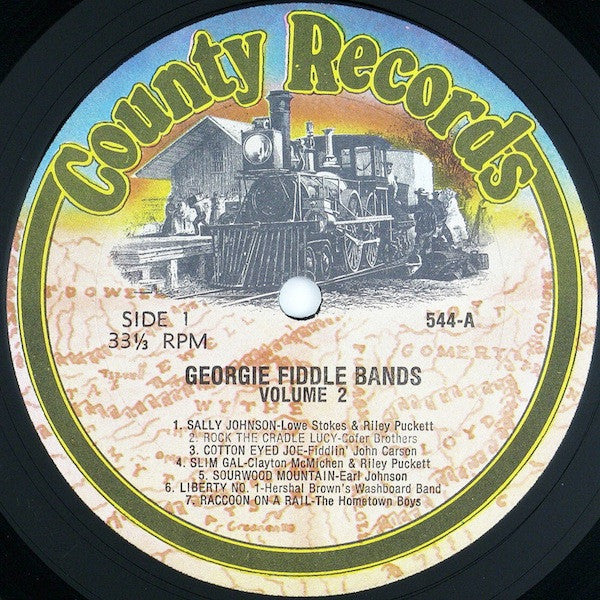 County Records
SIDE 1
33⅓ RPM
544-A
GEORGIE FIDDLE BANDS
VOLUME 2
1. SALLY JOHNSON-Lowe Stokes & Riley Puckett
2. ROCK THE CRADLE LUCY-Cofer Brothers
3. COTTON EYED JOE-Fiddlin' John Carson
4. SLIM GAL-Clayton McMichen & Riley Puckett
5. SOURWOOD MOUNTAIN-Earl Johnson
6. LIBERTY NO. 1-Hershal Brown's Washboard Band
7. RACCOON ON A RAIL-The Hometown Boys